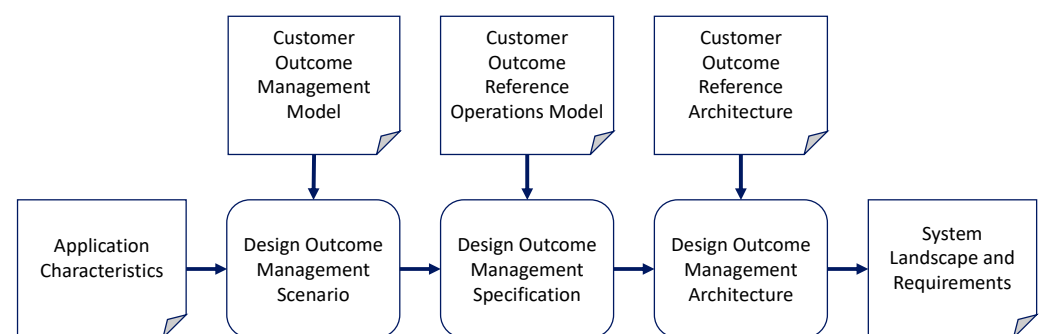 Customer
Outcome
Management
Model
Customer
Outcome
Reference
Operations Model
Customer
Outcome
Reference
Architecture
Application
Characteristics
Design Outcome
Management
Scenario
Design Outcome
Management
Specification
Design Outcome
Management
Architecture
System
Landscape and
Requirements